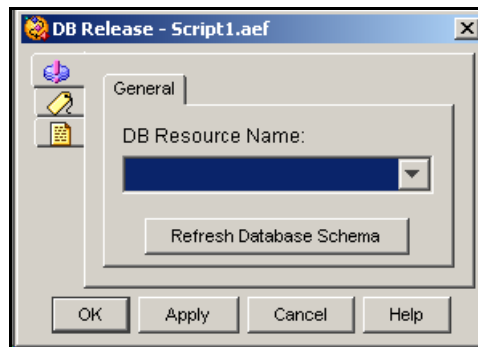 DB Release - Script1.aef
General
DB Resource Name:
Refresh Database Schema
OK Apply Cancel Help